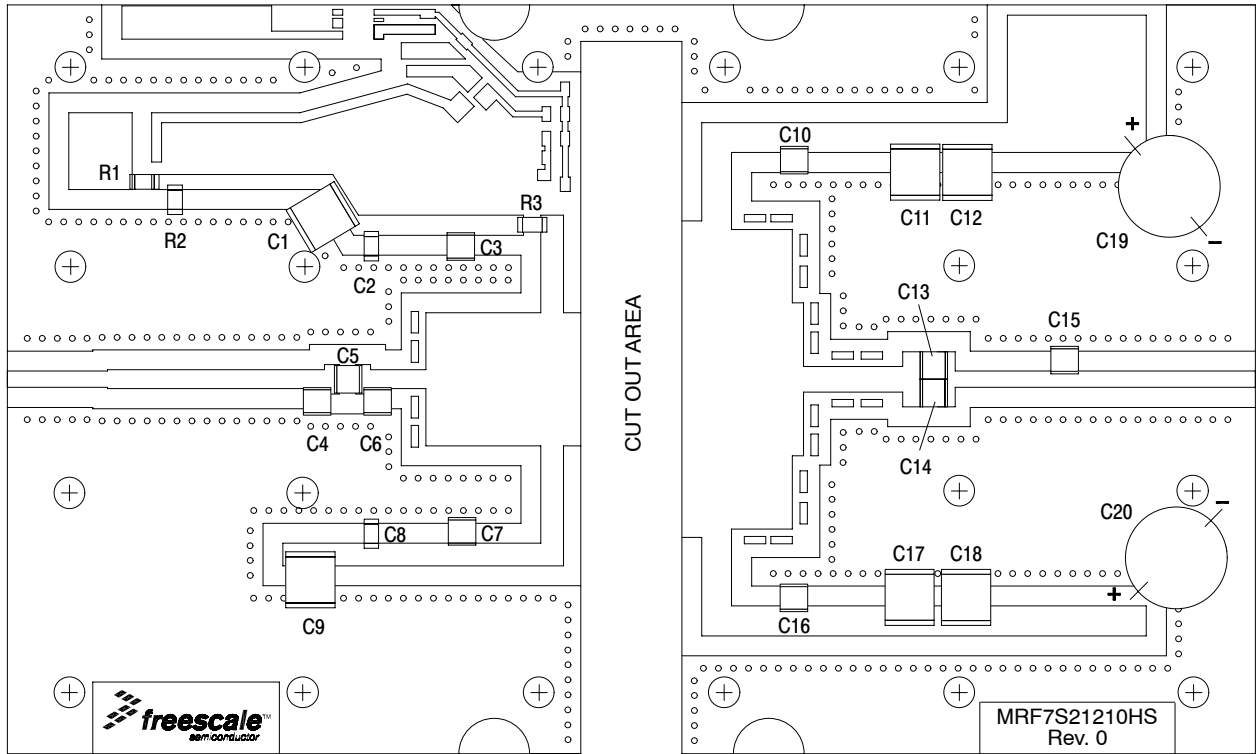 C10
+
R1
R3
C11
C12
R2
C1
C19
C3
-
C2
C13
C15
CUT OUT AREA
C5
C4
C6
C14
C20
-
C8
C7
C17
C18
+
C9
C16
freescale™
semiconductor
MRF7S21210HS
Rev. 0